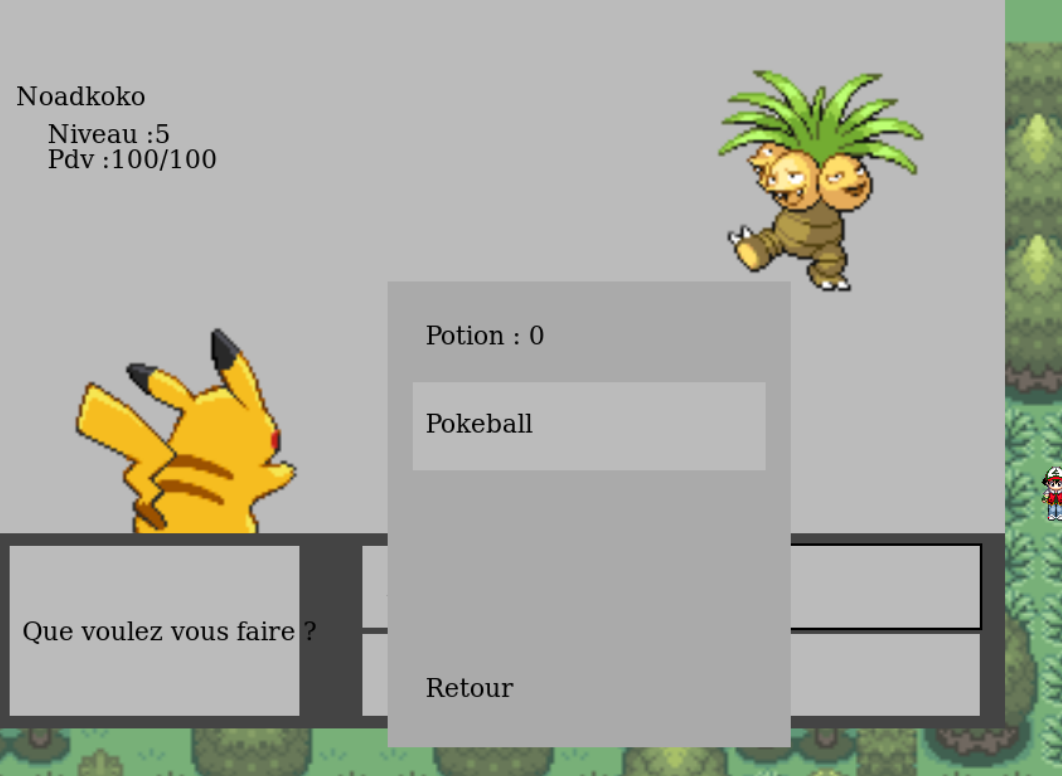 Noadkoko
Niveau :5
Pdv :100/100
Potion : 0
Pokeball
Que voulez vous faire ?
Retour